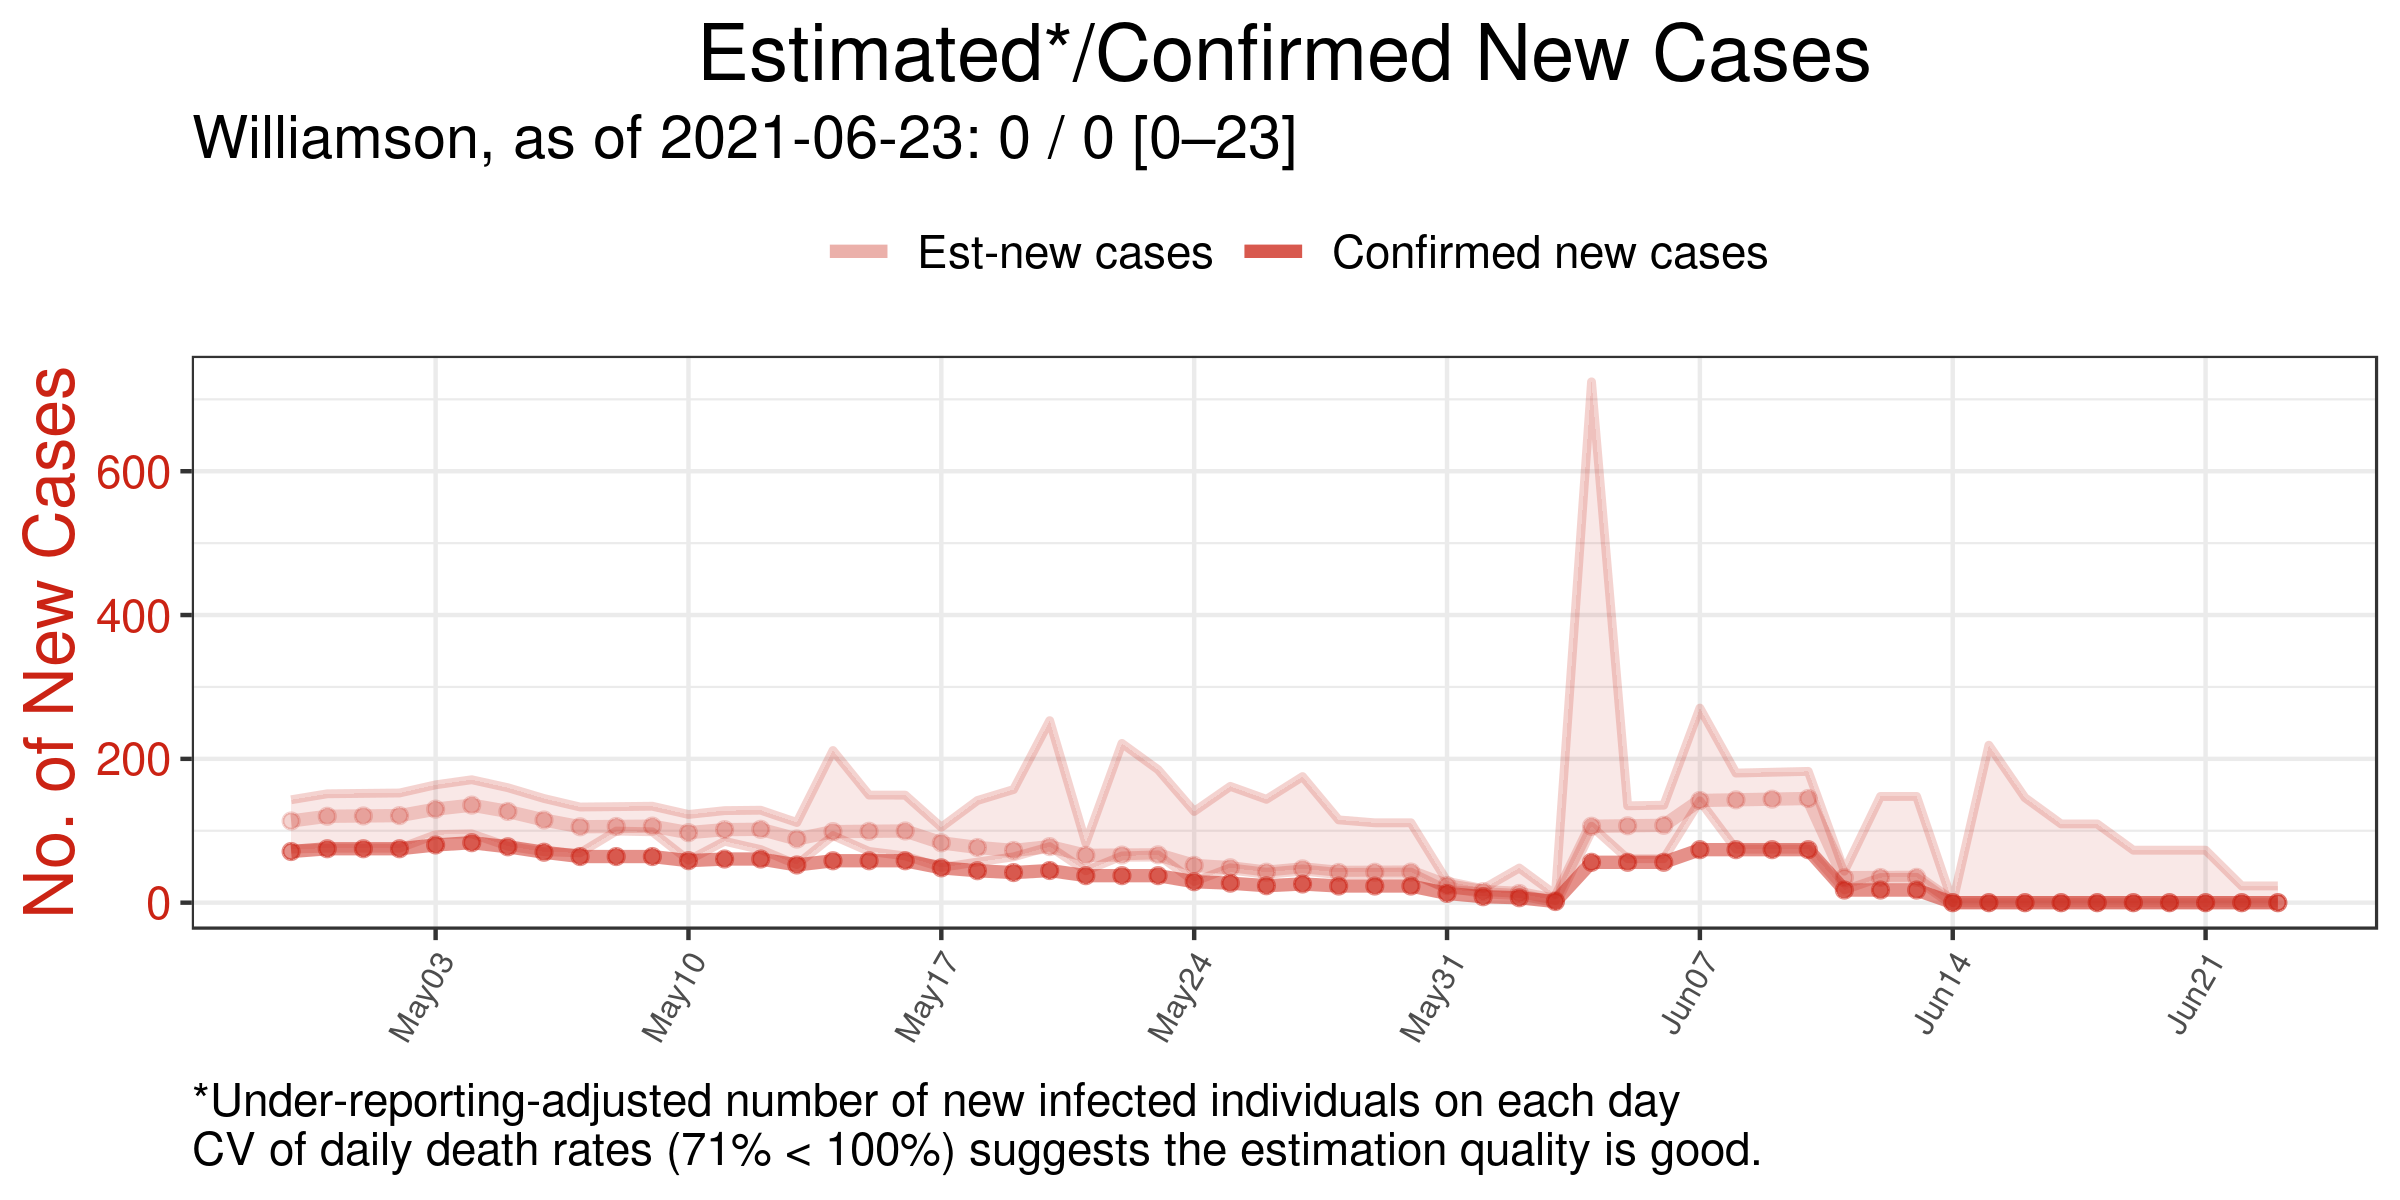 Estimated*/Confirmed New Cases
Williamson, as of 2021-06-23: 0 / 0 [0–23]
Est-new cases Confirmed new cases
No. of New Cases
600
400
200
0
May03 May10 May17 May24 May31 Jun07 Jun14 Jun21
*Under-reporting-adjusted number of new infected individuals on each day
CV of daily death rates (71% < 100%) suggests the estimation quality is good.